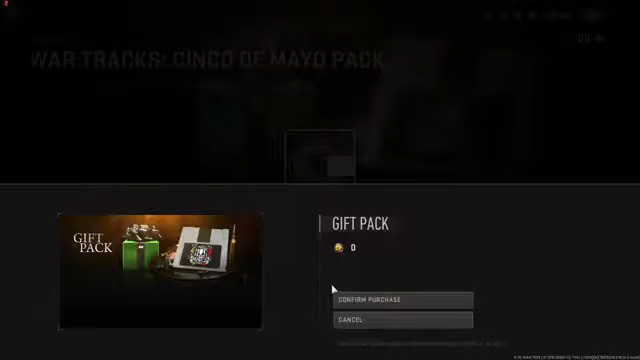 WAR TRACKS: CINCO DE MAYO PACK
GIFT
PACK
GIFT PACK
0
CONFIRM PURCHASE
CANCEL